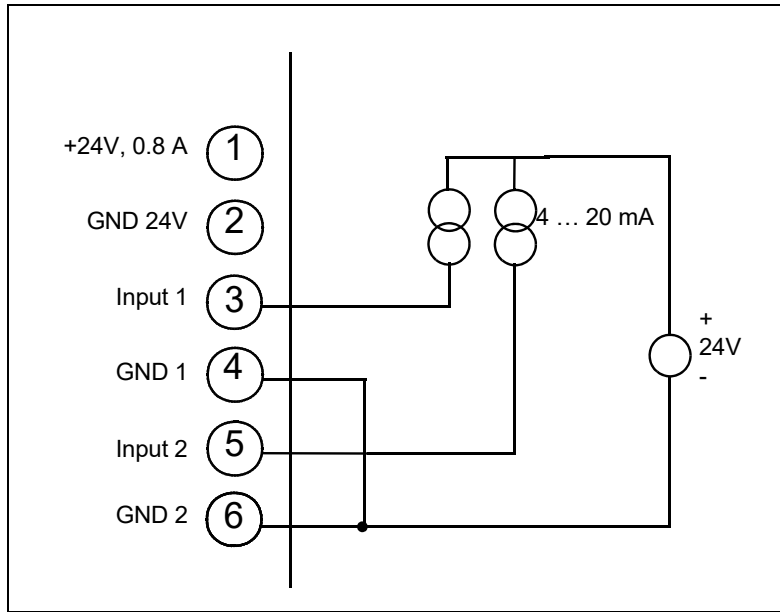 +24V, 0.8 A 1
GND 24V 2
Input 1 3
GND 1 4
Input 2 5
GND 2 6
4 … 20 mA
+
24V
-